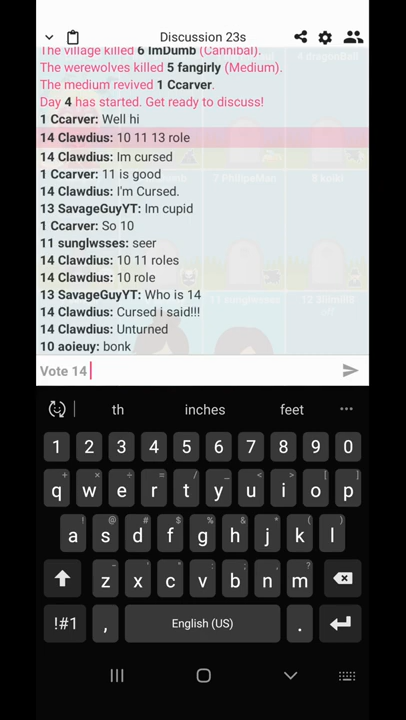 Discussion 23s
The village killed 6 ImDumb (Cannibal).
The werewolves killed 5 fangirly (Medium).
The medium revived 1 Ccarver.
Day 4 has started. Get ready to discuss!
1 Ccarver: Well hi
14 Clawdius: 10 11 13 role
14 Clawdius: Im cursed
1 Ccarver: 11 is good
14 Clawdius: I'm Cursed.
13 SavageGuyYT: Im cupid
1 Ccarver: So 10
11 sunglwsses: seer
14 Clawdius: 10 11 roles
14 Clawdius: 10 role
13 SavageGuyYT: Who is 14
14 Clawdius: Cursed i said!!!
14 Clawdius: Unturned
10 aoieuy: bonk
Vote 14
th inches feet
1 2 3 4 5 6 7 8 9 0
q w e r t y u i o p
a s d f g h j k l
z x c v b n m
!#1 , English (US) .